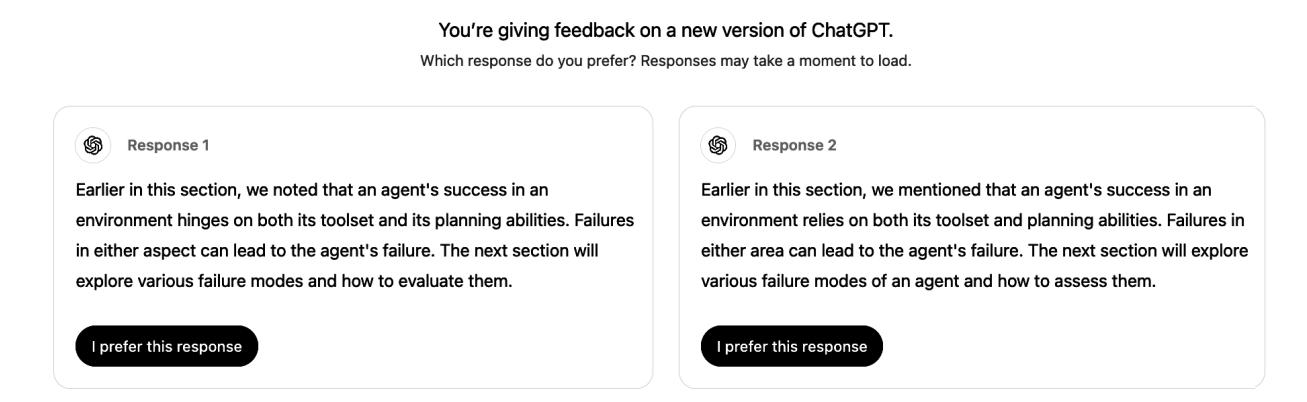 You're giving feedback on a new version of ChatGPT.
Which response do you prefer? Responses may take a moment to load.
Response 1
Earlier in this section, we noted that an agent's success in an
environment hinges on both its toolset and its planning abilities. Failures
in either aspect can lead to the agent's failure. The next section will
explore various failure modes and how to evaluate them.
I prefer this response
Response 2
Earlier in this section, we mentioned that an agent's success in an
environment relies on both its toolset and planning abilities. Failures in
either area can lead to the agent's failure. The next section will explore
various failure modes of an agent and how to assess them.
I prefer this response